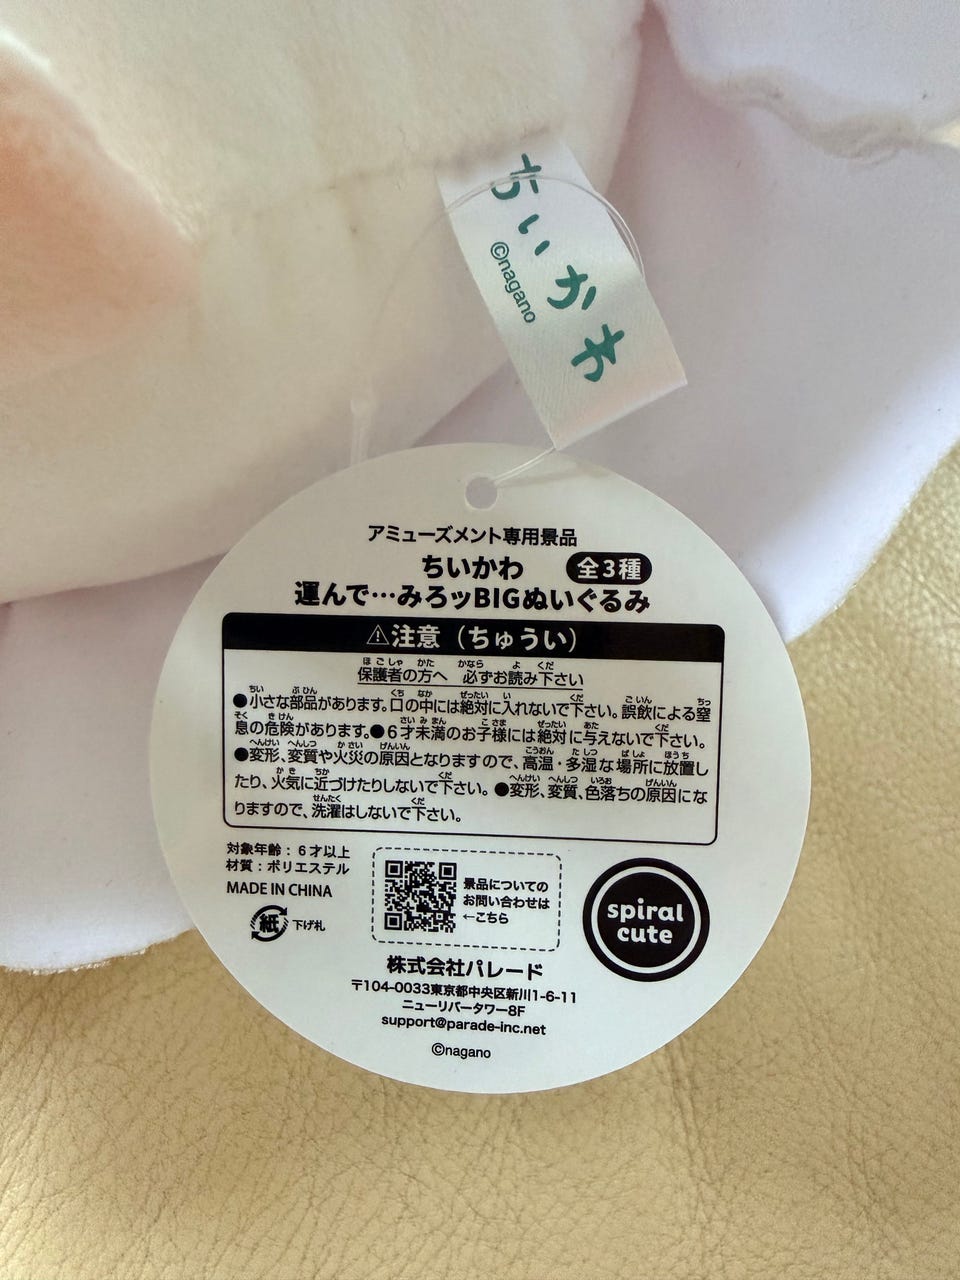 ちいかわ
©nagano
アミューズメント専用景品
ちいかわ 全3種
運んで…みろッBIGぬいぐるみ
⚠注意（ちゅうい）
保護者の方へ 必ずお読み下さい
●小さな部品があります。口の中には絶対に入れないで下さい。誤飲による窒
息の危険があります。●6才未満のお子様には絶対に与えないで下さい。
●変形、変質や火災の原因となりますので、高温・多湿な場所に放置し
たり、火気に近づけたりしないで下さい。●変形、変質、色落ちの原因にな
りますので、洗濯はしないで下さい。
対象年齢：6才以上
材質：ポリエステル
MADE IN CHINA
紙 下げ札
景品についての
お問い合わせは
←こちら
spiral
cute
株式会社パレード
〒104-0033東京都中央区新川1-6-11
ニューリバータワー8F
support@parade-inc.net
©nagano